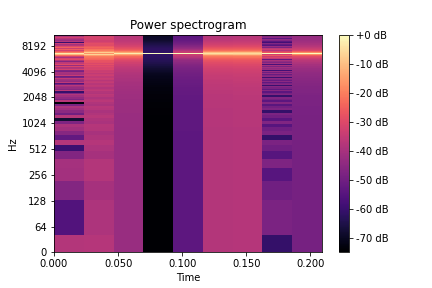 Power spectrogram
Hz
8192
4096
2048
1024
512
256
128
64
0
0.000 0.050 0.100 0.150 0.200
Time
+0 dB
-10 dB
-20 dB
-30 dB
-40 dB
-50 dB
-60 dB
-70 dB